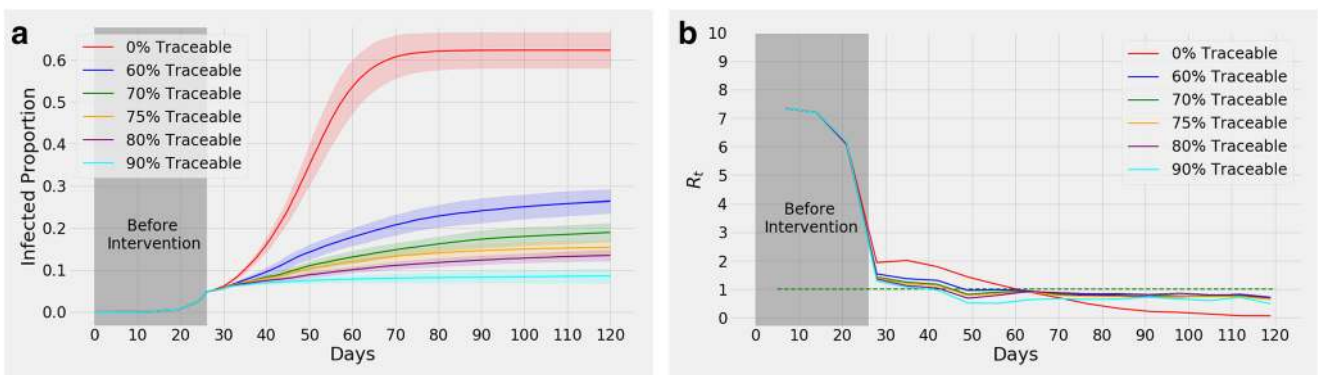 a
0% Traceable
60% Traceable
70% Traceable
75% Traceable
80% Traceable
90% Traceable
Before
Intervention
Infected Proportion
0.6
0.5
0.4
0.3
0.2
0.1
0.0
0 10 20 30 40 50 60 70 80 90 100 110 120
Days
b
0% Traceable
60% Traceable
70% Traceable
75% Traceable
80% Traceable
90% Traceable
Before
Intervention
Rt
10
9
8
7
6
5
4
3
2
1
0
0 10 20 30 40 50 60 70 80 90 100 110 120
Days